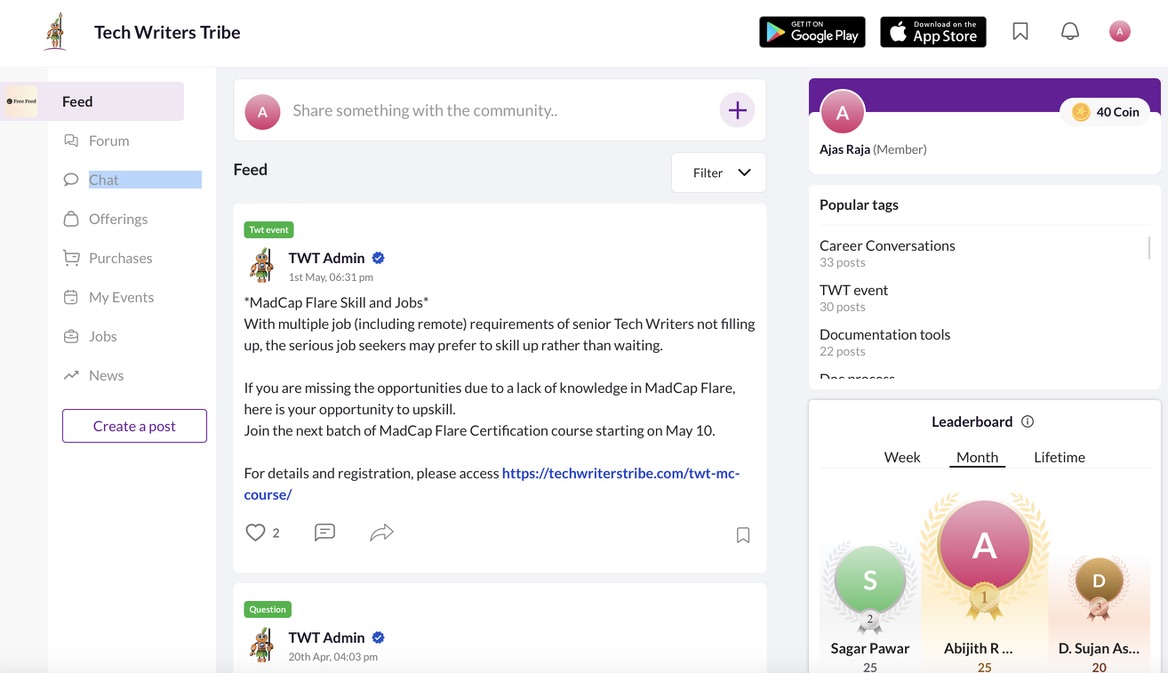 Tech Writers Tribe
GET IT ON
Google Play
Download on the
App Store
A
Free Feed
Feed
Forum
Chat
Offerings
Purchases
My Events
Jobs
News
Create a post
A
Share something with the community..
Feed
Filter
Twt event
TWT Admin
1st May, 06:31 pm
*MadCap Flare Skill and Jobs*
With multiple job (including remote) requirements of senior Tech Writers not filling
up, the serious job seekers may prefer to skill up rather than waiting.
If you are missing the opportunities due to a lack of knowledge in MadCap Flare,
here is your opportunity to upskill.
Join the next batch of MadCap Flare Certification course starting on May 10.
For details and registration, please access https://techwriterstribe.com/twt-mc-
course/
2
Question
TWT Admin
20th Apr, 04:03 pm
A
40 Coin
Ajas Raja (Member)
Popular tags
Career Conversations
33 posts
TWT event
30 posts
Documentation tools
22 posts
Doc process
Leaderboard
Week
Month
Lifetime
S
2
Sagar Pawar
25
A
1
Abijith R ...
25
D
3
D. Sujan As...
20